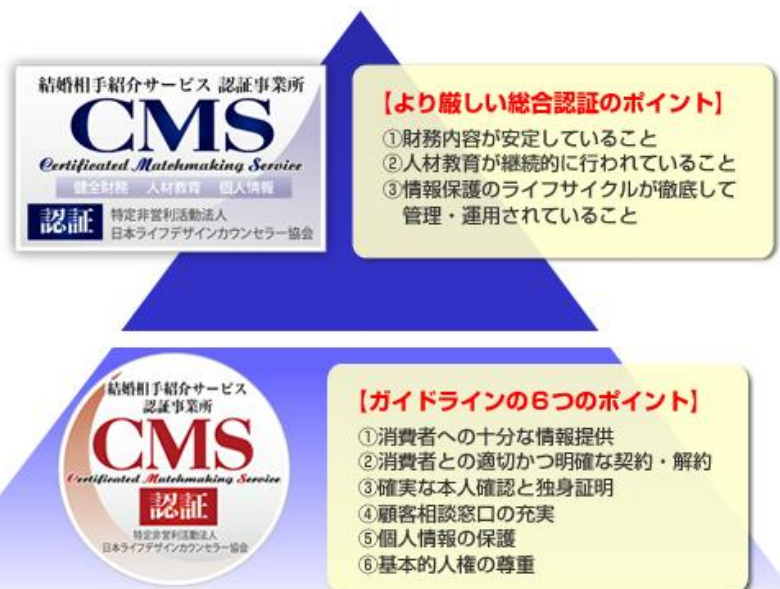 結婚相手紹介サービス 認証事業所
CMS
Certificated Matchmaking Service
健全財務 人材教育 個人情報
認証
特定非営利活動法人
日本ライフデザインカウンセラー協会
【より厳しい総合認証のポイント】
①財務内容が安定していること
②人材教育が継続的に行われていること
③情報保護のライフサイクルが徹底して
管理・運用されていること
結婚相手紹介サービス
認証事業所
CMS
Certificated Matchmaking Service
認証
特定非営利活動法人
日本ライフデザインカウンセラー協会
【ガイドラインの6つのポイント】
①消費者への十分な情報提供
②消費者との適切かつ明確な契約・解約
③確実な本人確認と独身証明
④顧客相談窓口の充実
⑤個人情報の保護
⑥基本的人権の尊重